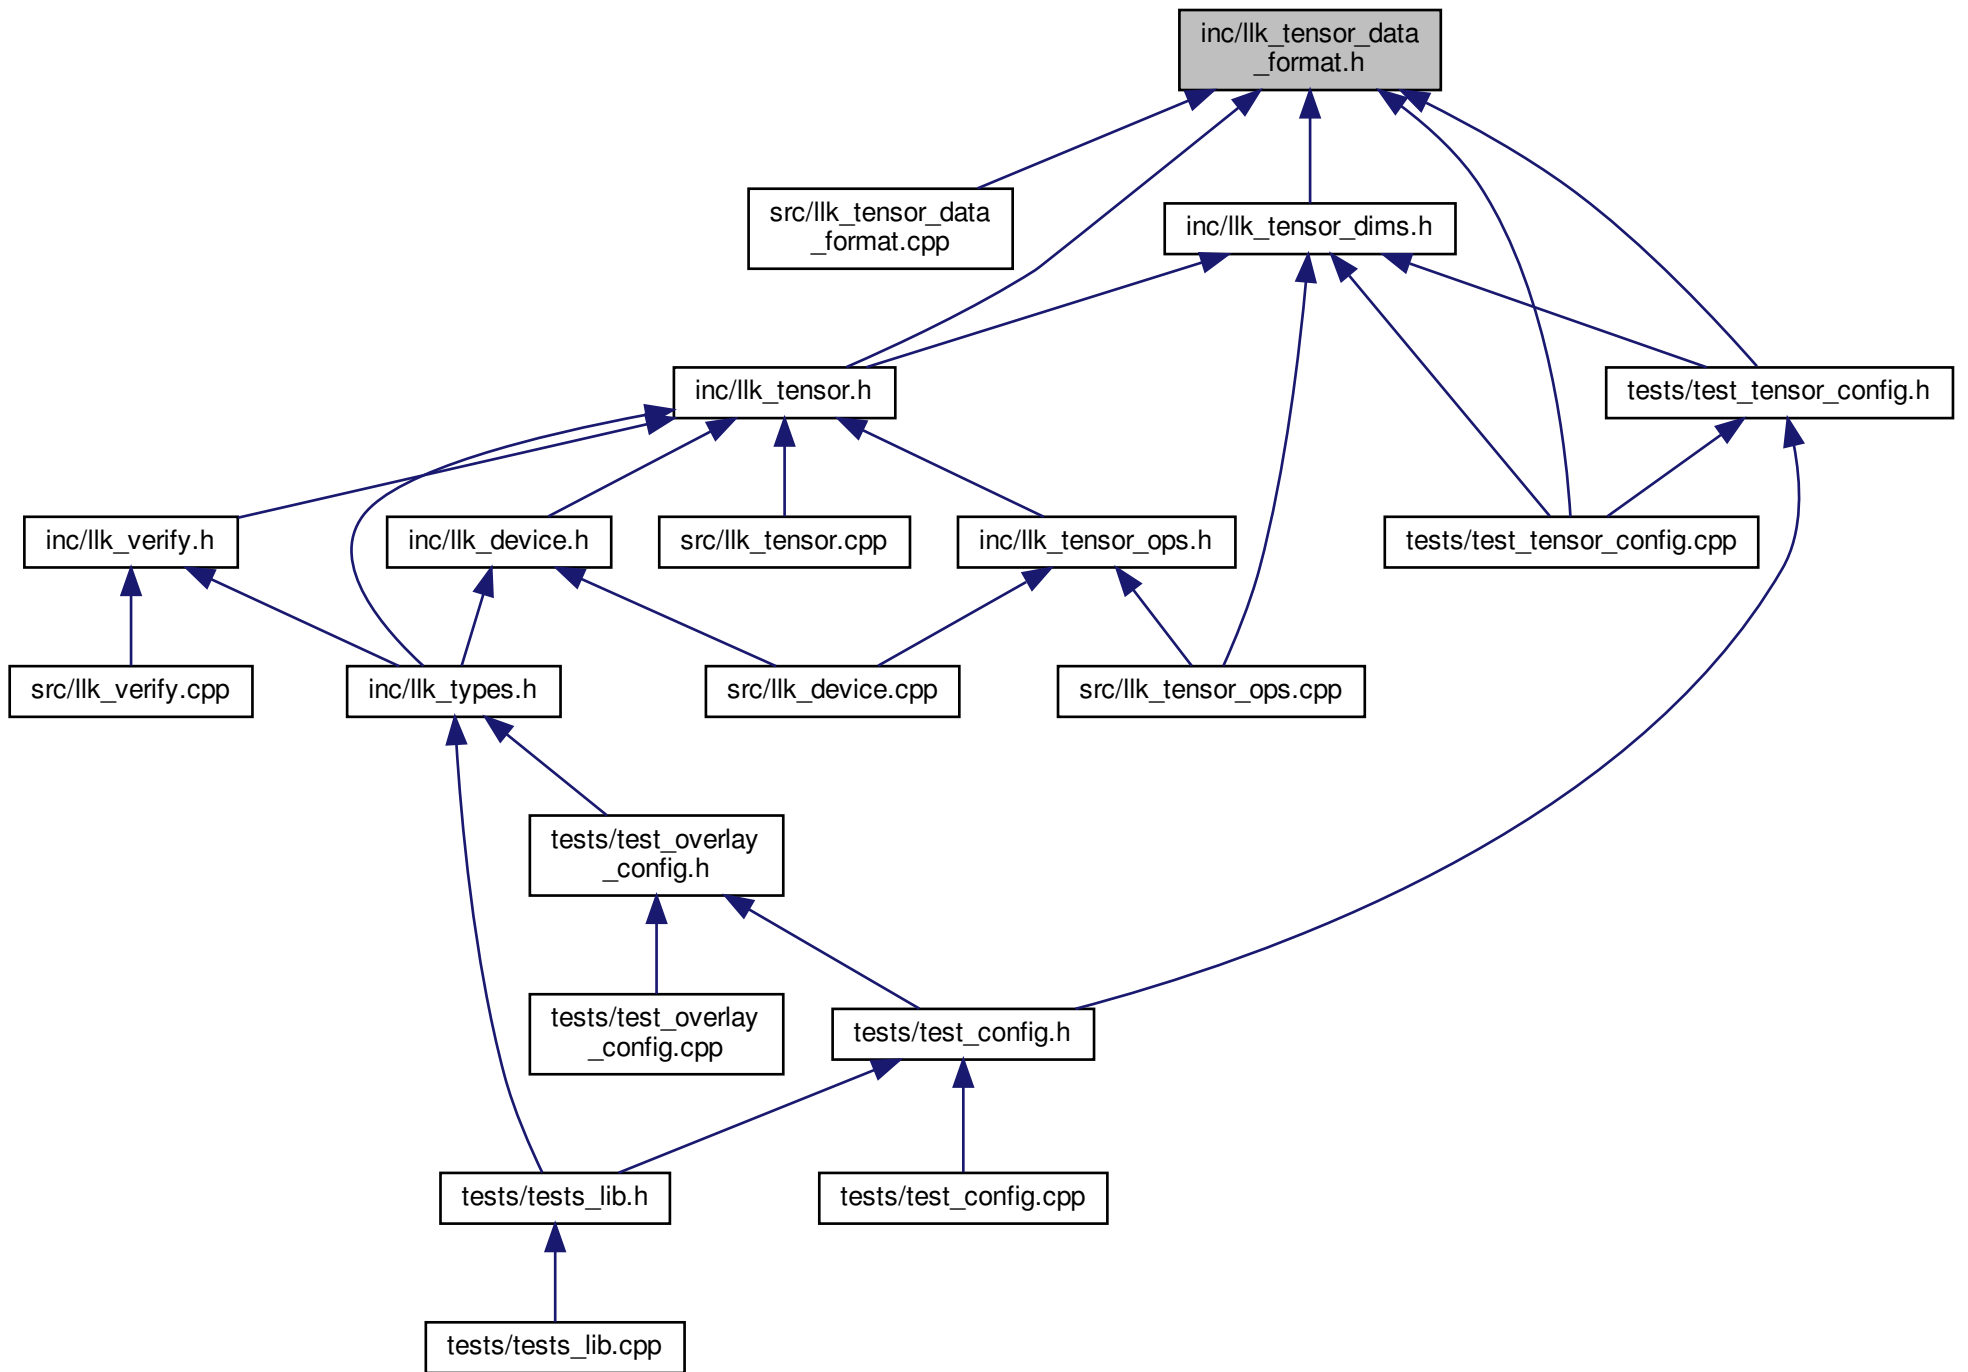 inc/llk_tensor_data
_format.h
src/llk_tensor_data
_format.cpp
inc/llk_tensor_dims.h
inc/llk_tensor.h
tests/test_tensor_config.h
inc/llk_verify.h
inc/llk_device.h
src/llk_tensor.cpp
inc/llk_tensor_ops.h
tests/test_tensor_config.cpp
src/llk_verify.cpp
inc/llk_types.h
src/llk_device.cpp
src/llk_tensor_ops.cpp
tests/test_overlay
_config.h
tests/test_overlay
_config.cpp
tests/test_config.h
tests/tests_lib.h
tests/test_config.cpp
tests/tests_lib.cpp